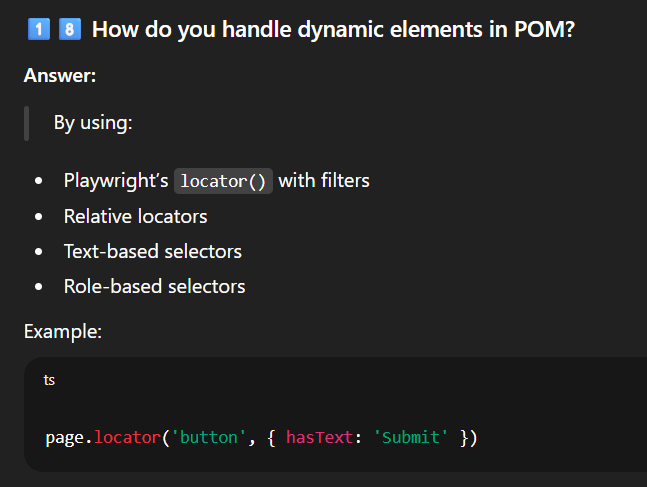 1️⃣ 8️⃣ How do you handle dynamic elements in POM?
Answer:
By using:
• Playwright's locator() with filters
• Relative locators
• Text-based selectors
• Role-based selectors
Example:
ts
page.locator('button', { hasText: 'Submit' })